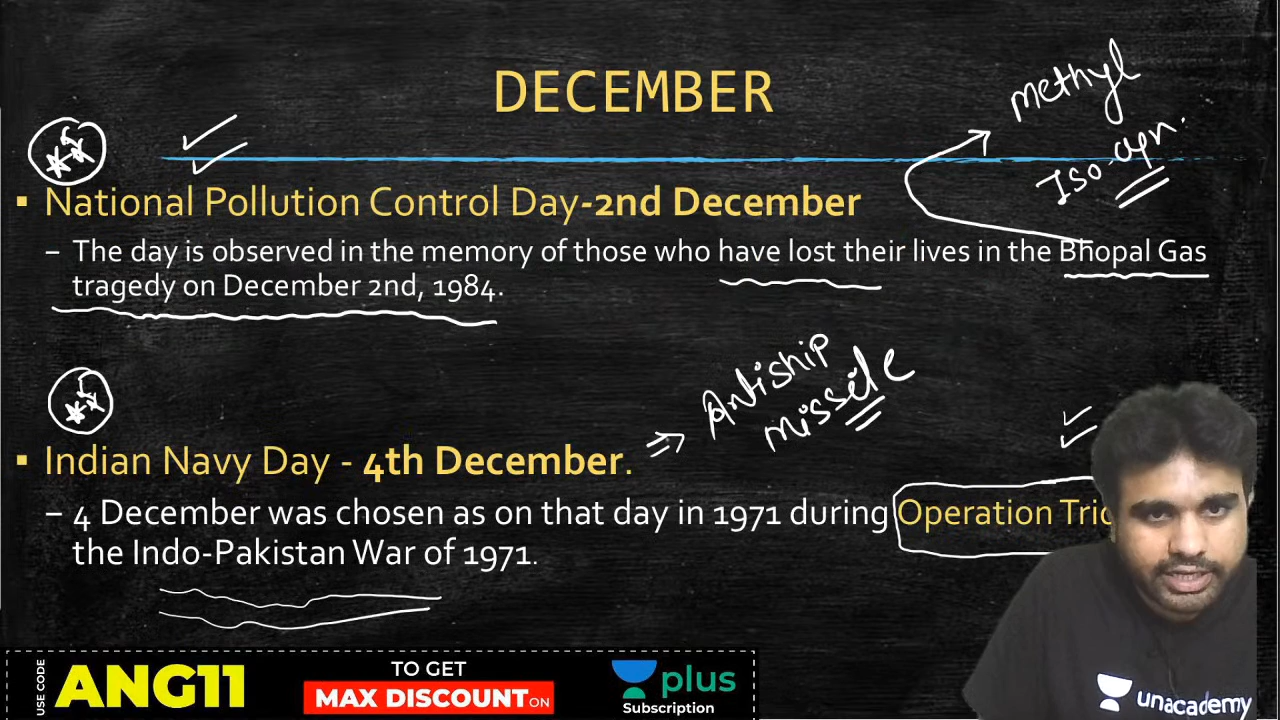 DECEMBER
methyl
Iso-
National Pollution Control Day-2nd December
– The day is observed in the memory of those who have lost their lives in the Bhopal Gas
tragedy on December 2nd, 1984.
Antiship
missile
Indian Navy Day - 4th December.
– 4 December was chosen as on that day in 1971 during Operation
the Indo-Pakistan War of 1971.
USE CODE
ANG11
TO GET
MAX DISCOUNT ON
plus
Subscription
unacademy